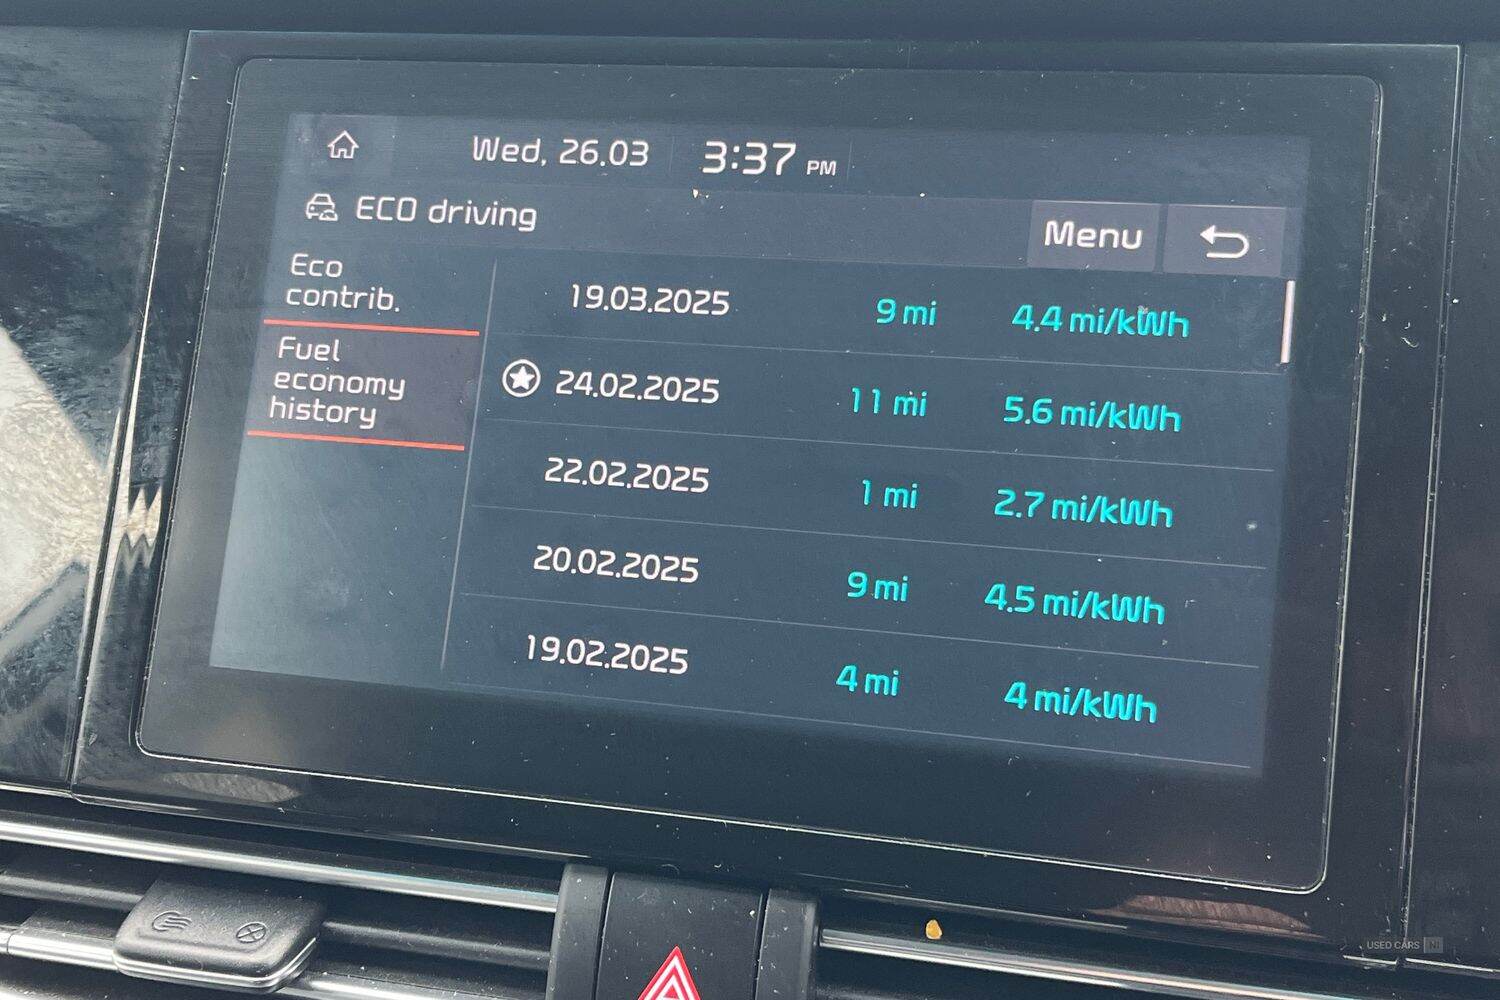 Wed, 26.03 3:37 PM
ECO driving
Menu
Eco
contrib.
Fuel
economy
history
19.03.2025 9 mi 4.4 mi/kWh
24.02.2025 11 mi 5.6 mi/kWh
22.02.2025 1 mi 2.7 mi/kWh
20.02.2025 9 mi 4.5 mi/kWh
19.02.2025 4 mi 4 mi/kWh
USED CARS NI